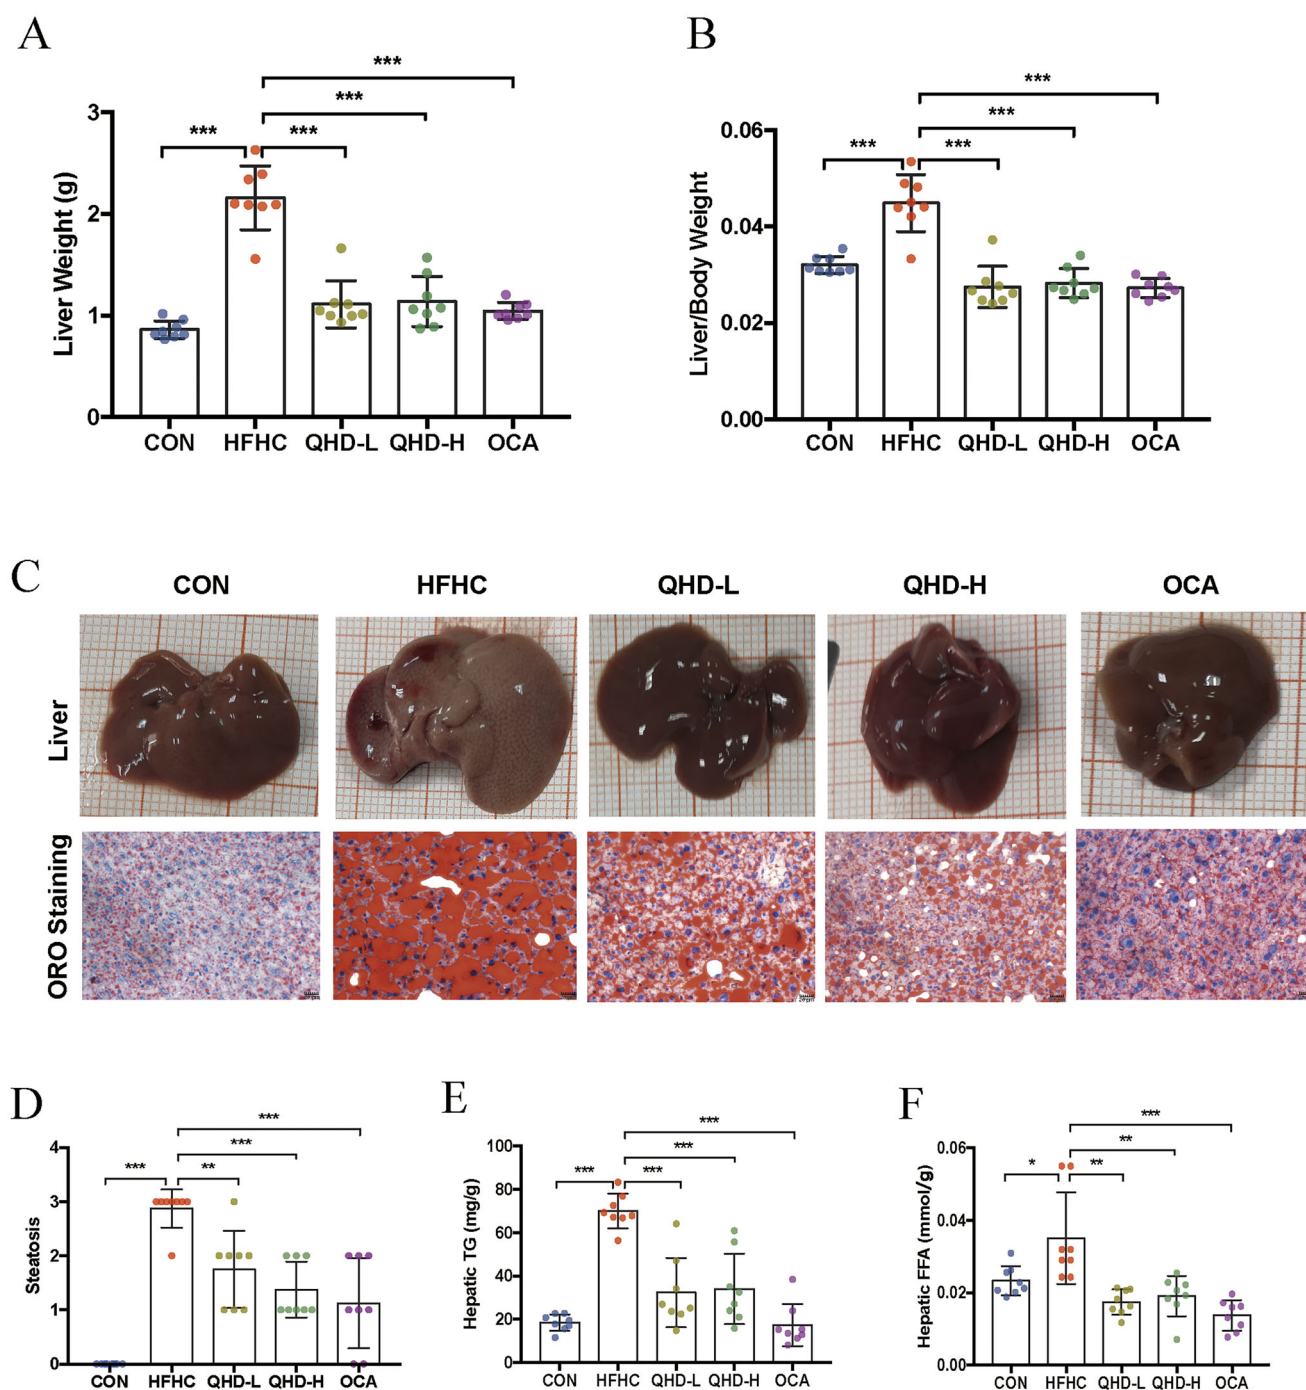 A
***
***
***
***
Liver Weight (g)
3
2
1
0
CON HFHC QHD-L QHD-H OCA
B
***
***
***
***
Liver/Body Weight
0.06
0.04
0.02
0.00
CON HFHC QHD-L QHD-H OCA
C
CON HFHC QHD-L QHD-H OCA
Liver
ORO Staining
D
***
***
***
**
Steatosis
4
3
2
1
0
CON HFHC QHD-L QHD-H OCA
E
***
***
***
***
Hepatic TG (mg/g)
100
80
60
40
20
0
CON HFHC QHD-L QHD-H OCA
F
***
**
*
**
Hepatic FFA (mmol/g)
0.06
0.04
0.02
0.00
CON HFHC QHD-L QHD-H OCA